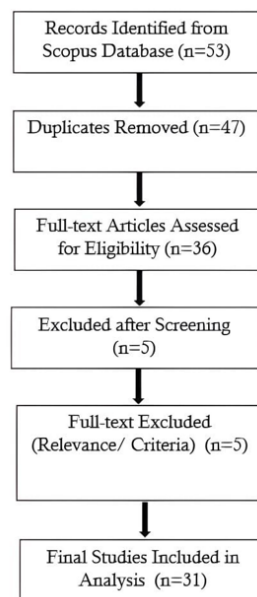 Records Identified from
Scopus Database (n=53)
Duplicates Removed (n=47)
Full-text Articles Assessed
for Eligibility (n=36)
Excluded after Screening
(n=5)
Full-text Excluded
(Relevance/ Criteria) (n=5)
Final Studies Included in
Analysis (n=31)